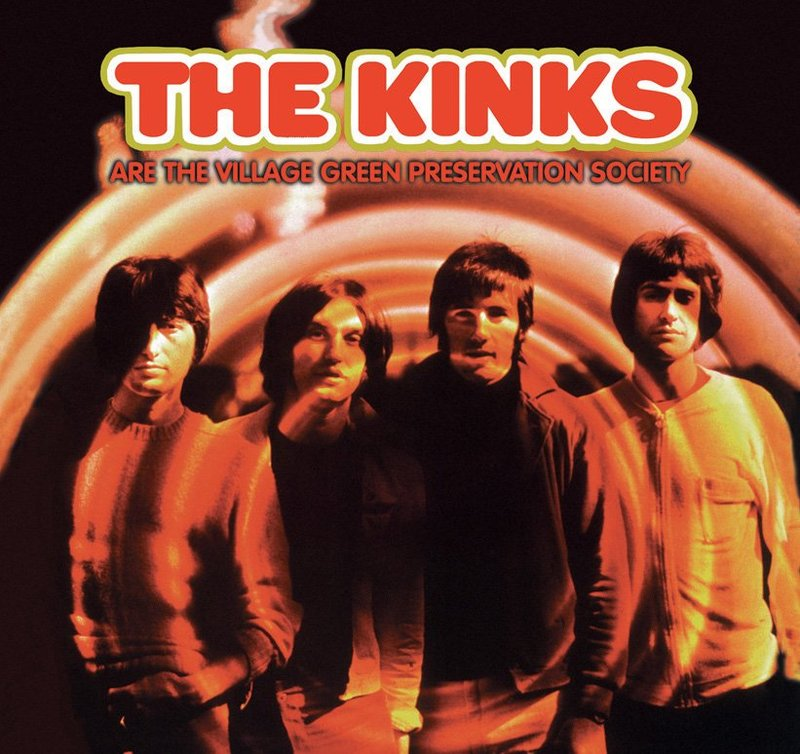 THE KINKS
ARE THE VILLAGE GREEN PRESERVATION SOCIETY